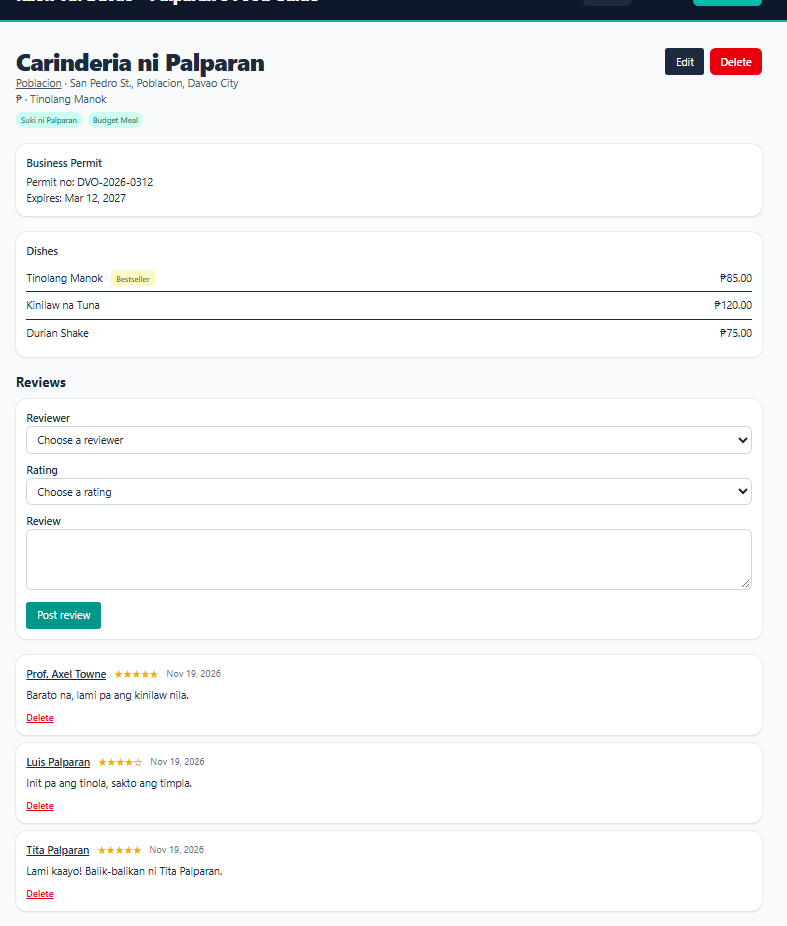 Carinderia ni Palparan
Edit
Delete
Poblacion · San Pedro St., Poblacion, Davao City
₱ · Tinolang Manok
Suki ni Palparan
Budget Meal
Business Permit
Permit no: DVO-2026-0312
Expires: Mar 12, 2027
Dishes
Tinolang Manok Bestseller ₱85.00
Kinilaw na Tuna ₱120.00
Durian Shake ₱75.00
Reviews
Reviewer
Choose a reviewer
Rating
Choose a rating
Review
Post review
Prof. Axel Towne ★★★★★ Nov 19, 2026
Barato na, lami pa ang kinilaw nila.
Delete
Luis Palparan ★★★★☆ Nov 19, 2026
Init pa ang tinola, sakto ang timpla.
Delete
Tita Palparan ★★★★★ Nov 19, 2026
Lami kaayo! Balik-balikan ni Tita Palparan.
Delete